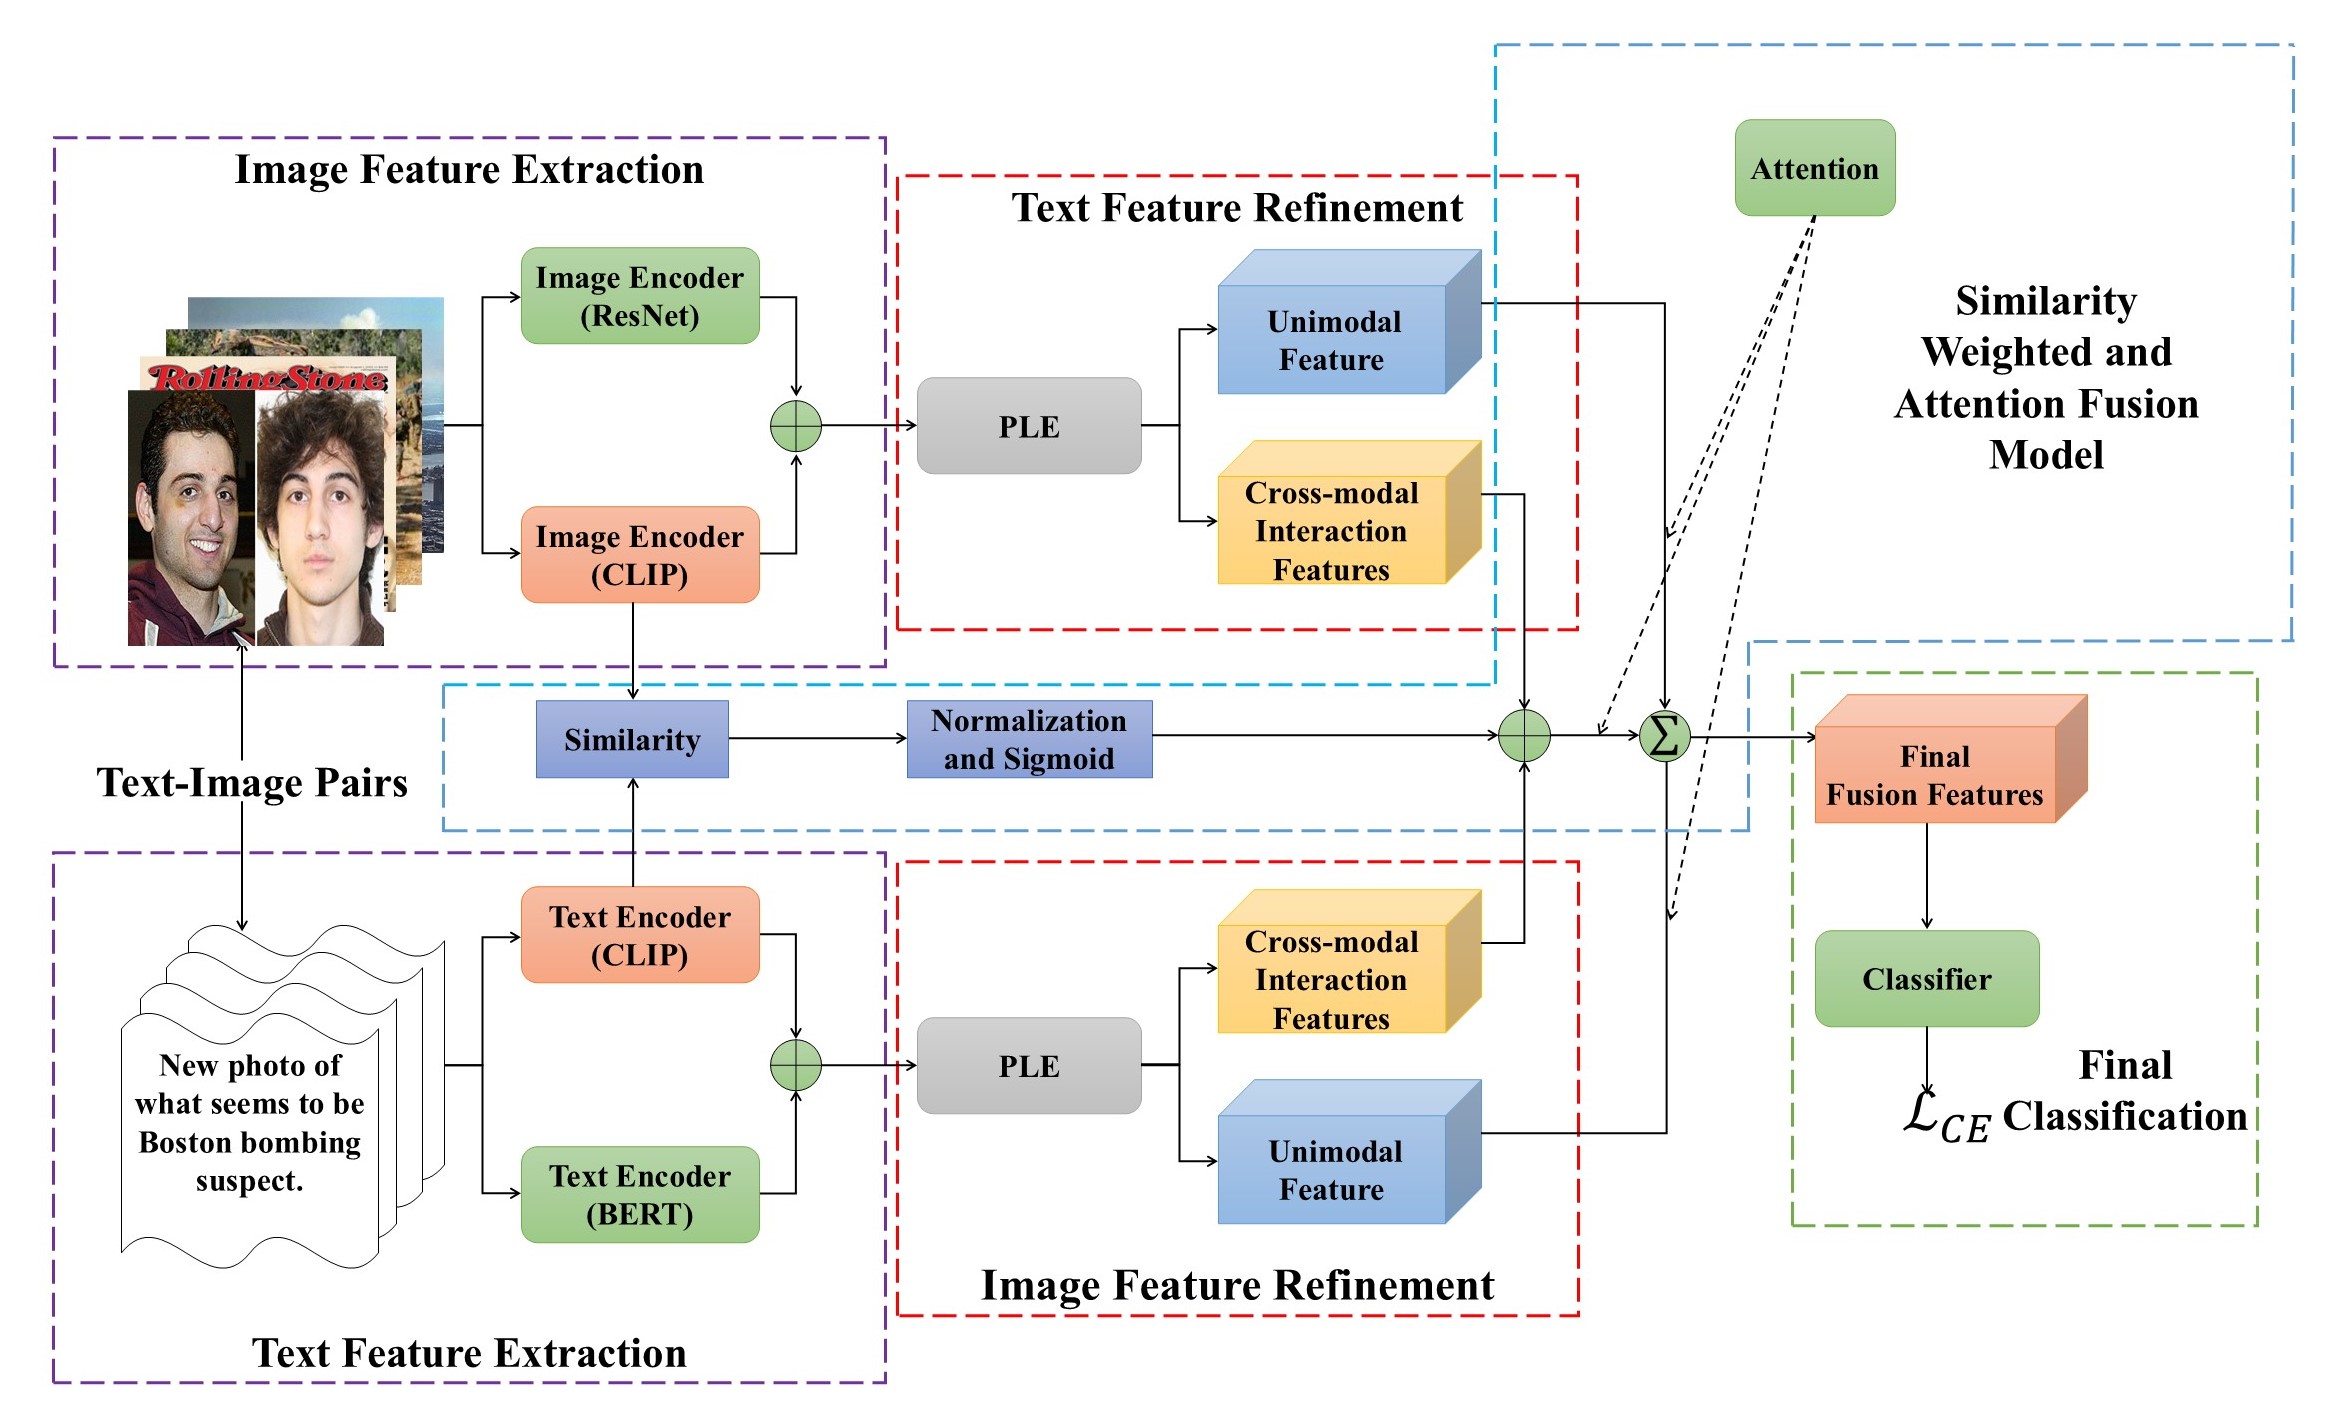 Image Feature Extraction
Image Encoder
(ResNet)
RollingStone
Image Encoder
(CLIP)
Text Feature Refinement
PLE
Unimodal
Feature
Cross-modal
Interaction
Features
Attention
Similarity
Weighted and
Attention Fusion
Model
Text-Image Pairs
Similarity
Normalization
and Sigmoid
Σ
Final
Fusion Features
Classifier
ℒCE
Final
Classification
New photo of
what seems to be
Boston bombing
suspect.
Text Encoder
(CLIP)
Text Encoder
(BERT)
Text Feature Extraction
PLE
Cross-modal
Interaction
Features
Unimodal
Feature
Image Feature Refinement